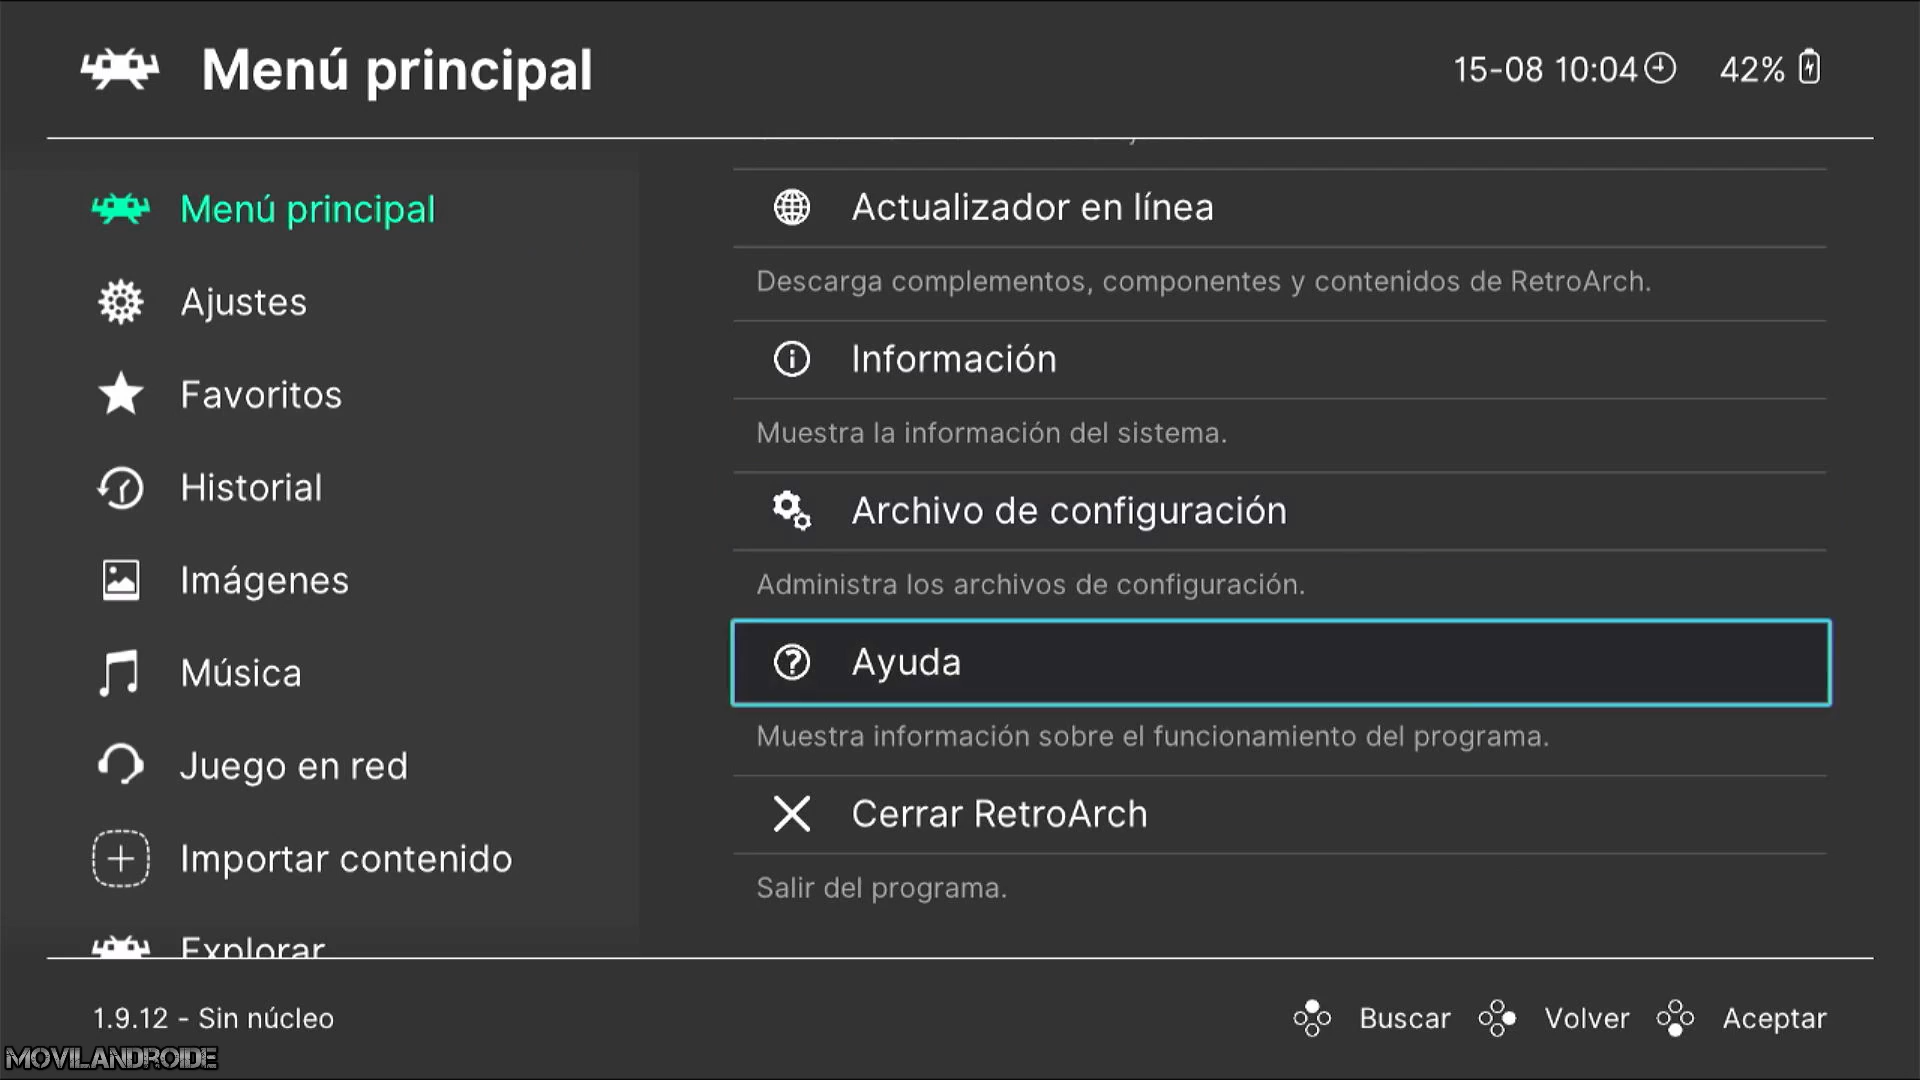 Menú principal
15-08 10:04
42%
Menú principal
Ajustes
Favoritos
Historial
Imágenes
Música
Juego en red
Importar contenido
Explorar
Actualizador en línea
Descarga complementos, componentes y contenidos de RetroArch.
Información
Muestra la información del sistema.
Archivo de configuración
Administra los archivos de configuración.
Ayuda
Muestra información sobre el funcionamiento del programa.
Cerrar RetroArch
Salir del programa.
1.9.12 - Sin núcleo
Buscar
Volver
Aceptar
MOVILANDROIDE